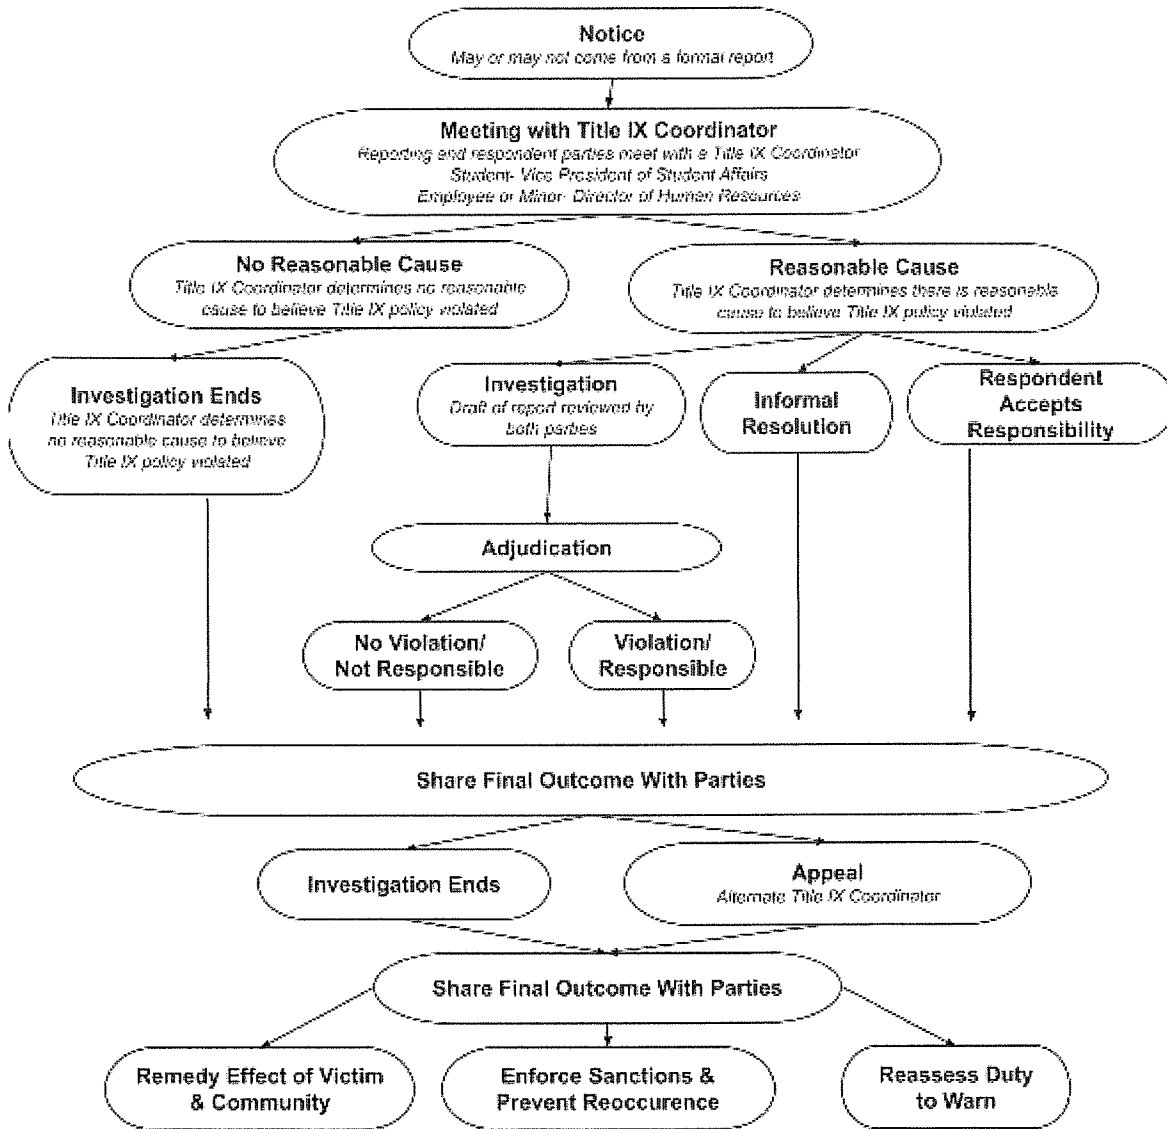 Notice
May or may not come from a formal report
Meeting with Title IX Coordinator
Reporting and respondent parties meet with a Title IX Coordinator
Student- Vice President of Student Affairs
Employee or Minor- Director of Human Resources
No Reasonable Cause
Title IX Coordinator determines no reasonable
cause to believe Title IX policy violated
Reasonable Cause
Title IX Coordinator determines there is reasonable
cause to believe Title IX policy violated
Investigation Ends
Title IX Coordinator determines
no reasonable cause to believe
Title IX policy violated
Investigation
Draft of report reviewed by
both parties
Informal
Resolution
Respondent
Accepts
Responsibility
Adjudication
No Violation/
Not Responsible
Violation/
Responsible
Share Final Outcome With Parties
Investigation Ends
Appeal
Alternate Title IX Coordinator
Share Final Outcome With Parties
Remedy Effect of Victim
& Community
Enforce Sanctions &
Prevent Reoccurence
Reassess Duty
to Warn